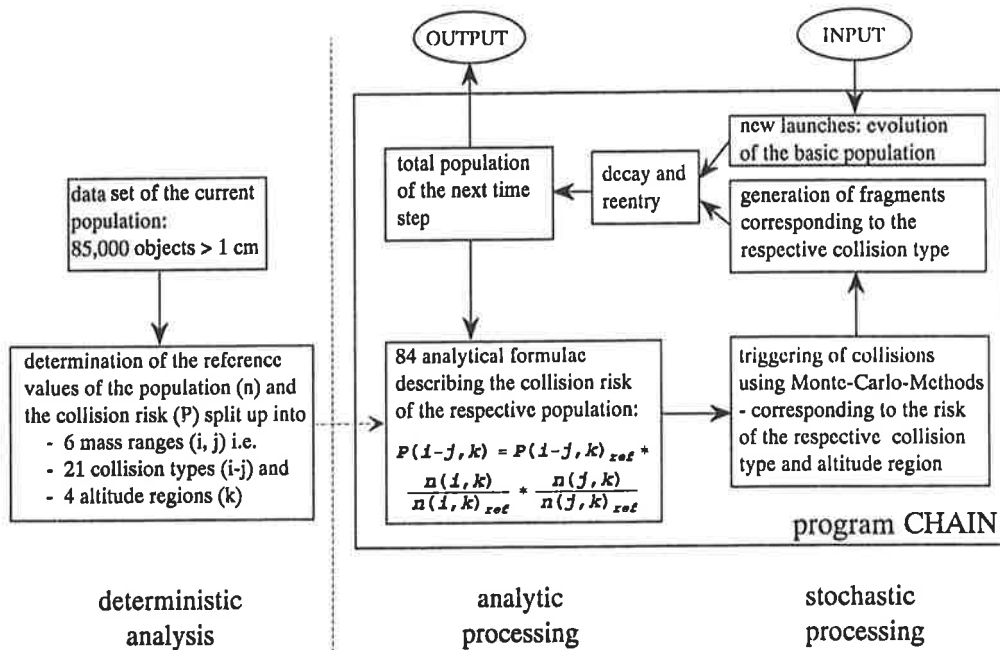 OUTPUT
INPUT
new launches: evolution
of the basic population
total population
of the next time
step
decay and
reentry
generation of fragments
corresponding to the
respective collision type
data set of the current
population:
85,000 objects > 1 cm
determination of the reference
values of the population (n) and
the collision risk (P) split up into
- 6 mass ranges (i, j) i.e.
- 21 collision types (i-j) and
- 4 altitude regions (k)
84 analytical formulae
describing the collision risk
of the respective population:
P(i-j,k) = P(i-j,k)ref *
n(i,k) / n(i,k)ref * n(j,k) / n(j,k)ref
triggering of collisions
using Monte-Carlo-Methods
- corresponding to the risk
of the respective collision
type and altitude region
program CHAIN
deterministic
analysis
analytic
processing
stochastic
processing